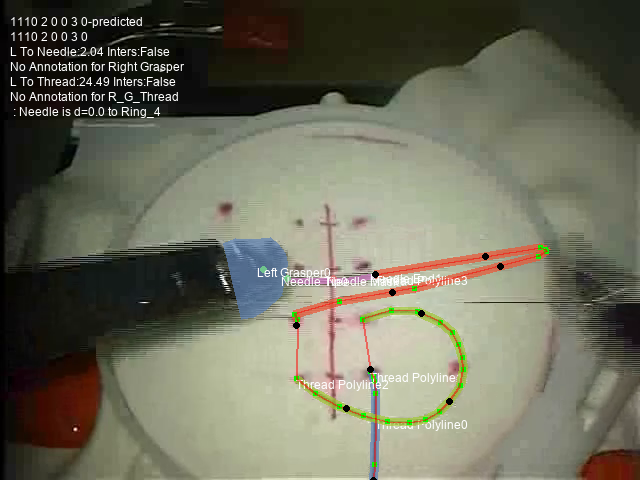 1110 2 0 0 3 0-predicted
1110 2 0 0 3 0
L To Needle:2.04 Inters:False
No Annotation for Right Grasper
L To Thread:24.49 Inters:False
No Annotation for R_G_Thread
: Needle is d=0.0 to Ring_4
Left Grasper0
Thread Polyline
Thread Polyline2
Thread Polyline0